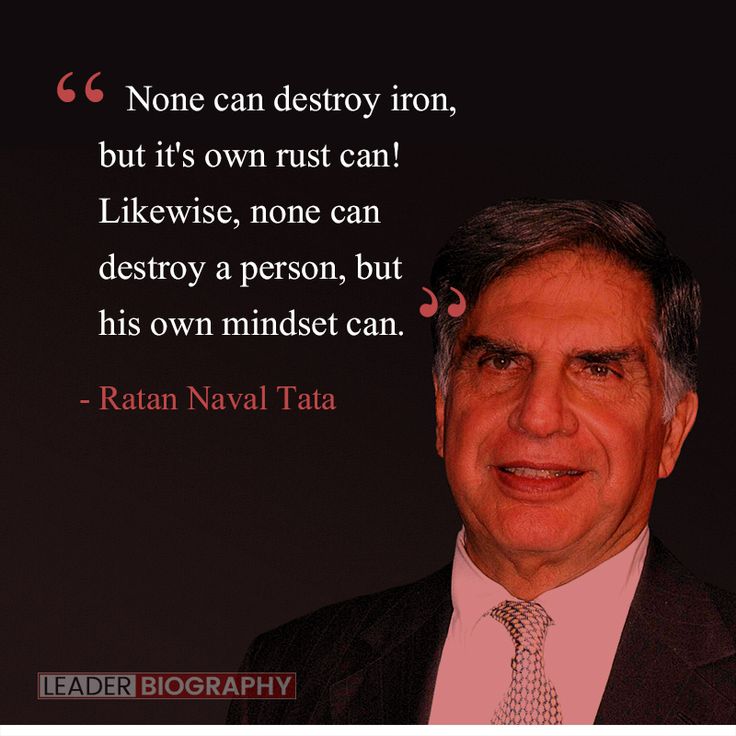 “ None can destroy iron,
but it's own rust can!
Likewise, none can
destroy a person, but
his own mindset can. ”
- Ratan Naval Tata
LEADER BIOGRAPHY